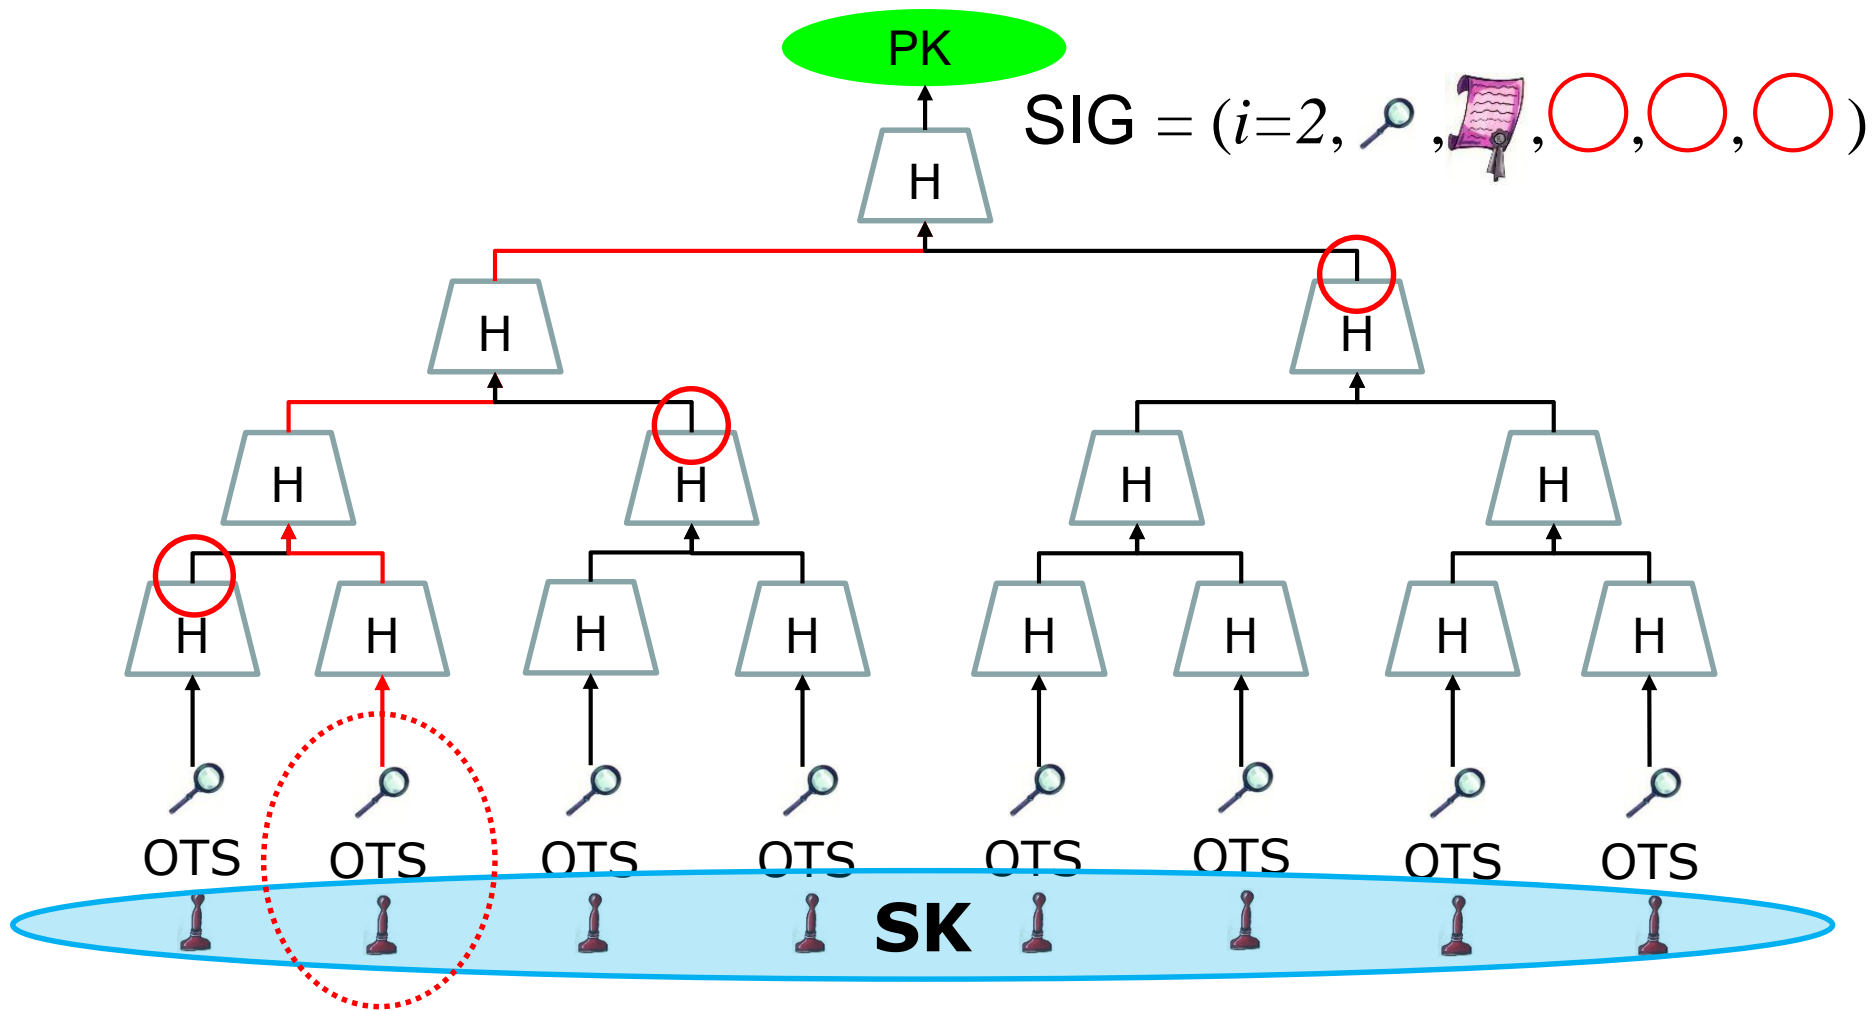 PK
SIG = (i=2, , , , , )
H
H H
H H H H
H H H H H H H H
OTS OTS OTS OTS OTS OTS OTS OTS
SK